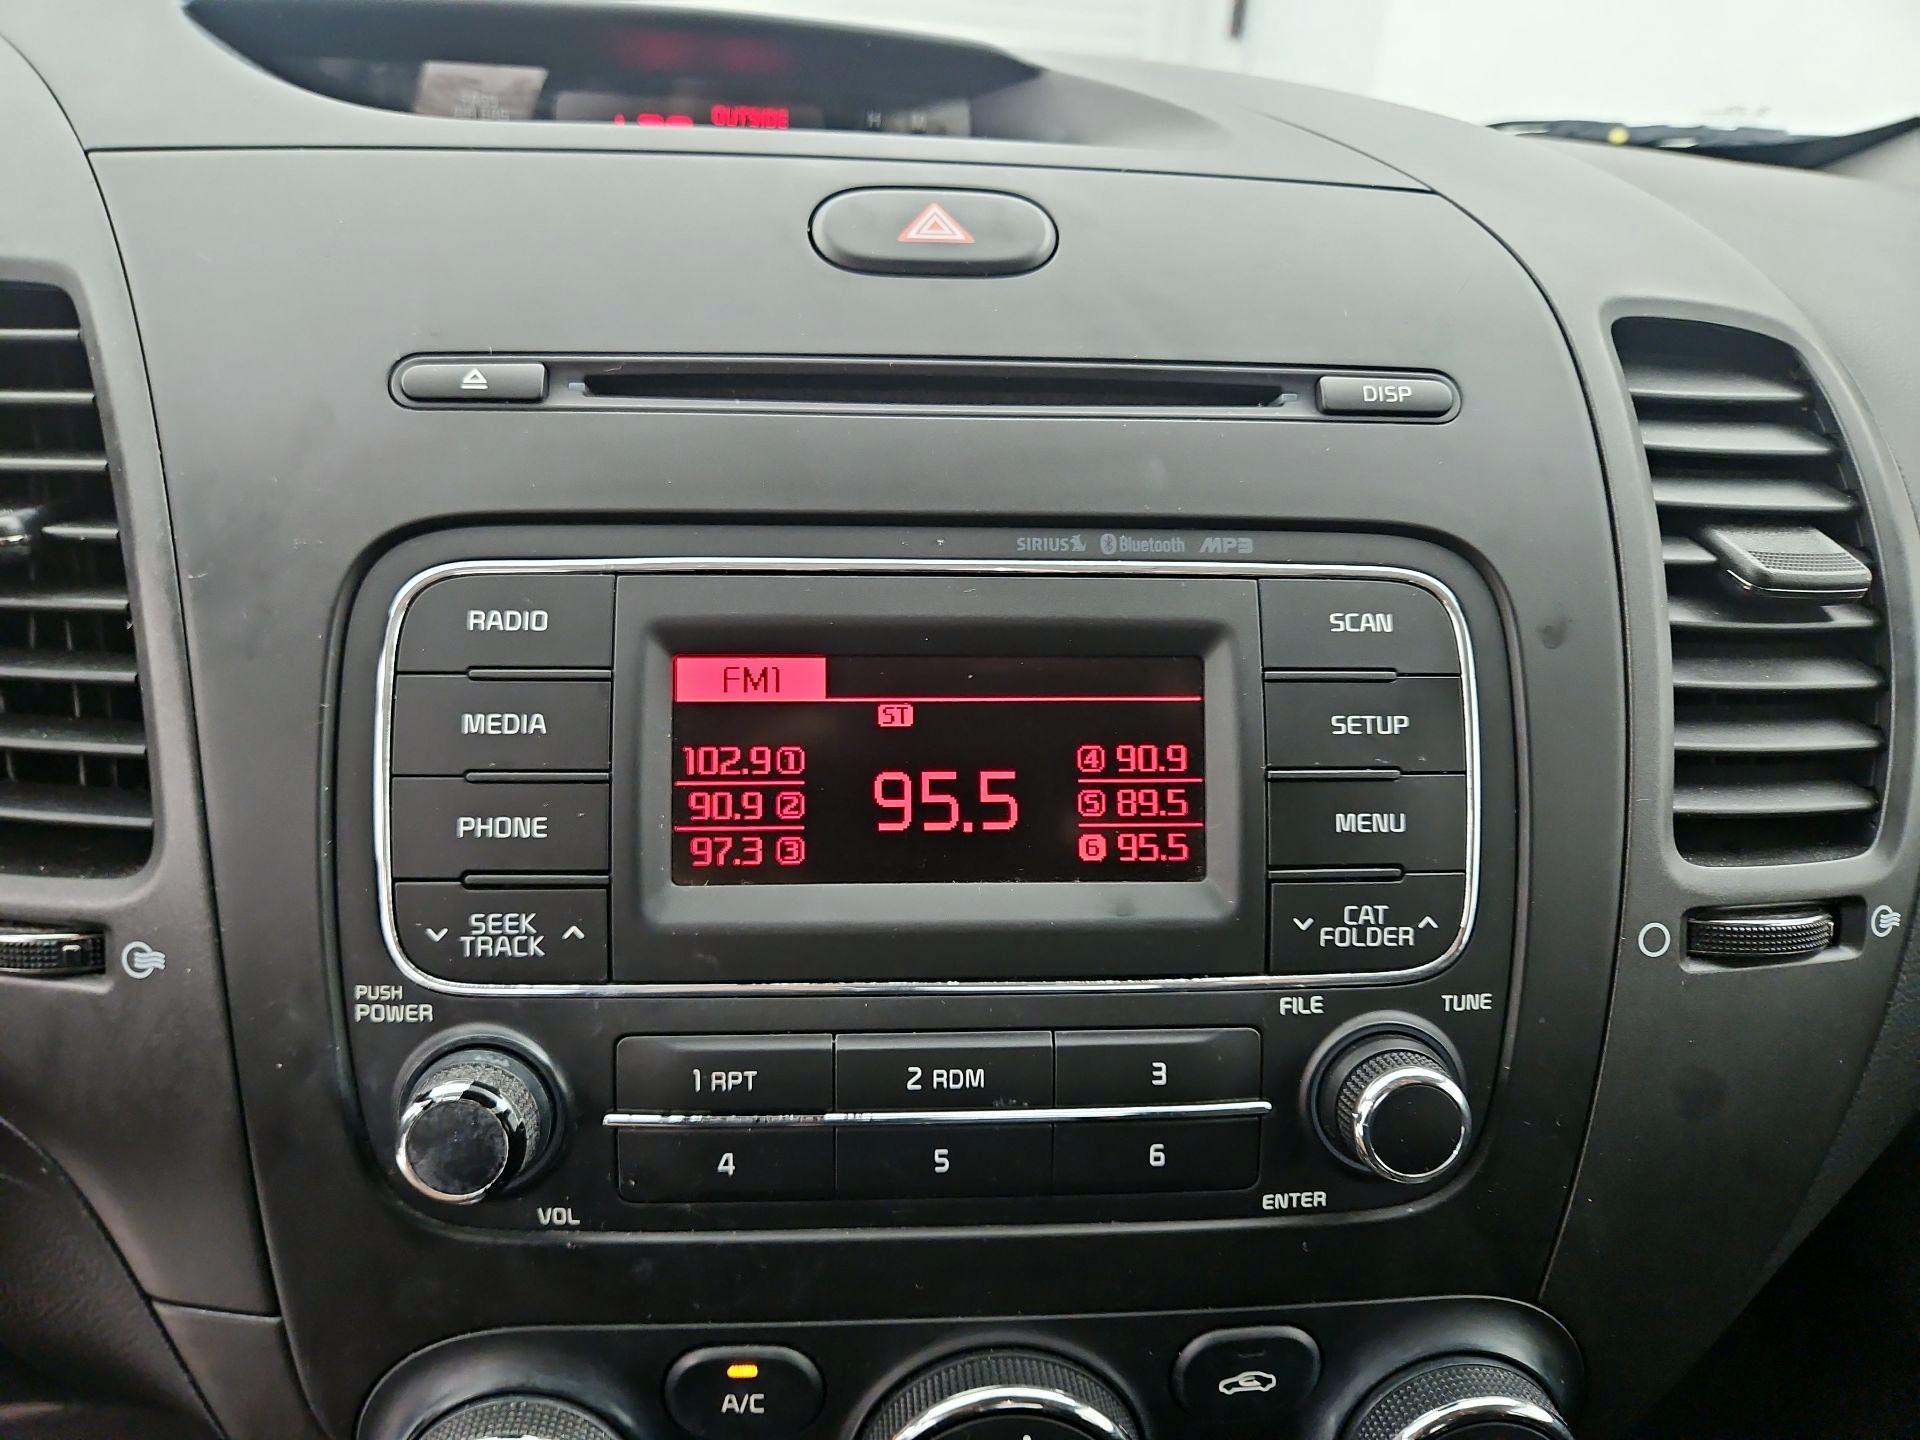 OUTSIDE
DISP
SIRIUS Bluetooth MP3
RADIO
MEDIA
PHONE
SEEK
TRACK
FM1
ST
102.9 1
90.9 2
97.3 3
95.5
4 90.9
5 89.5
6 95.5
SCAN
SETUP
MENU
CAT
FOLDER
PUSH
POWER
VOL
1 RPT
2 RDM
3
4
5
6
FILE
TUNE
ENTER
A/C